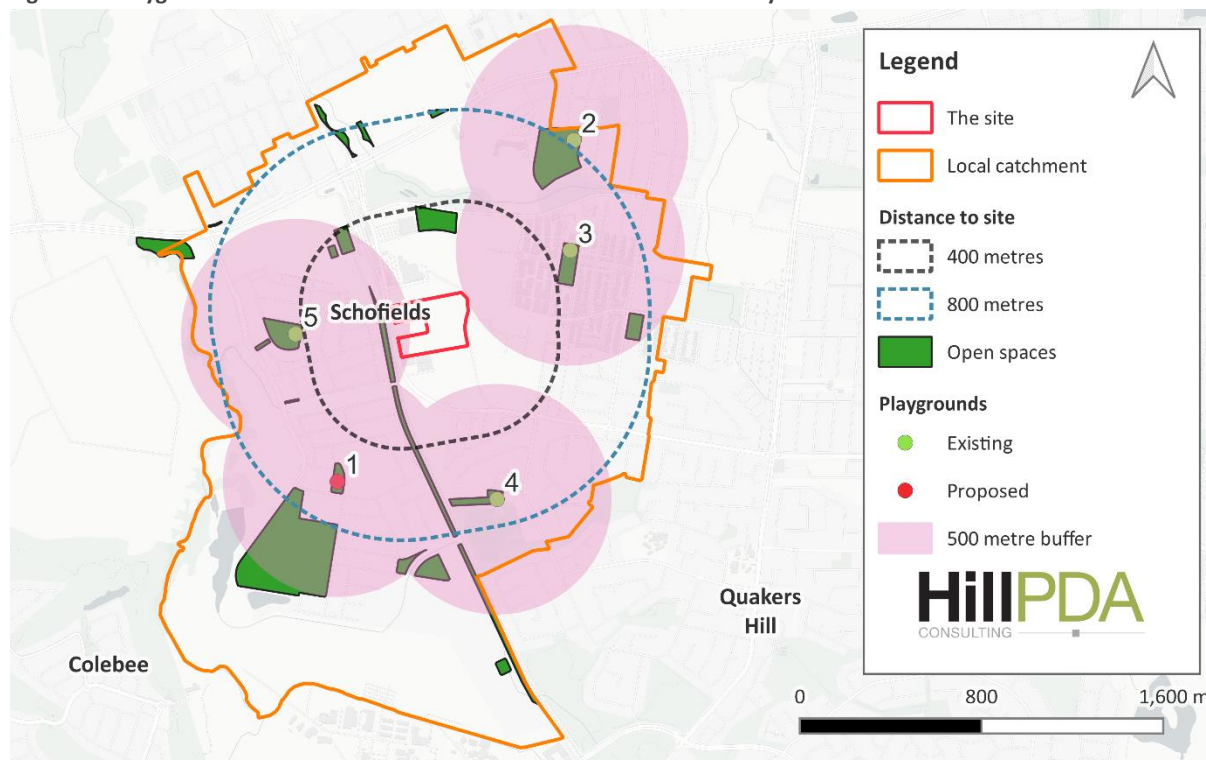 2
3
Schofields
5
1
4
Quakers
Hill
Colebee
Legend
The site
Local catchment
Distance to site
400 metres
800 metres
Open spaces
Playgrounds
Existing
Proposed
500 metre buffer
HillPDA
CONSULTING
0 800 1,600 m